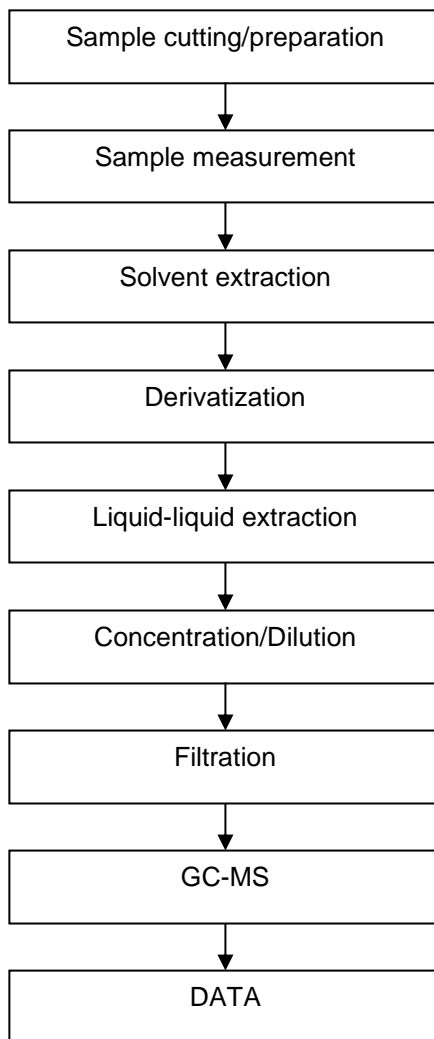 Sample cutting/preparation
Sample measurement
Solvent extraction
Derivatization
Liquid-liquid extraction
Concentration/Dilution
Filtration
GC-MS
DATA